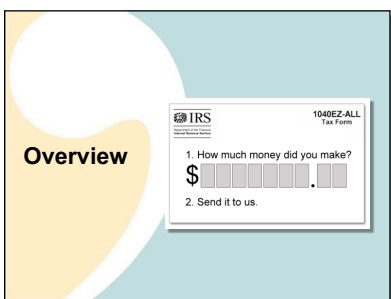 IRS
Department of the Treasury
Internal Revenue Service
1040EZ-ALL
Tax Form
Overview
1. How much money did you make?
$ .
2. Send it to us.